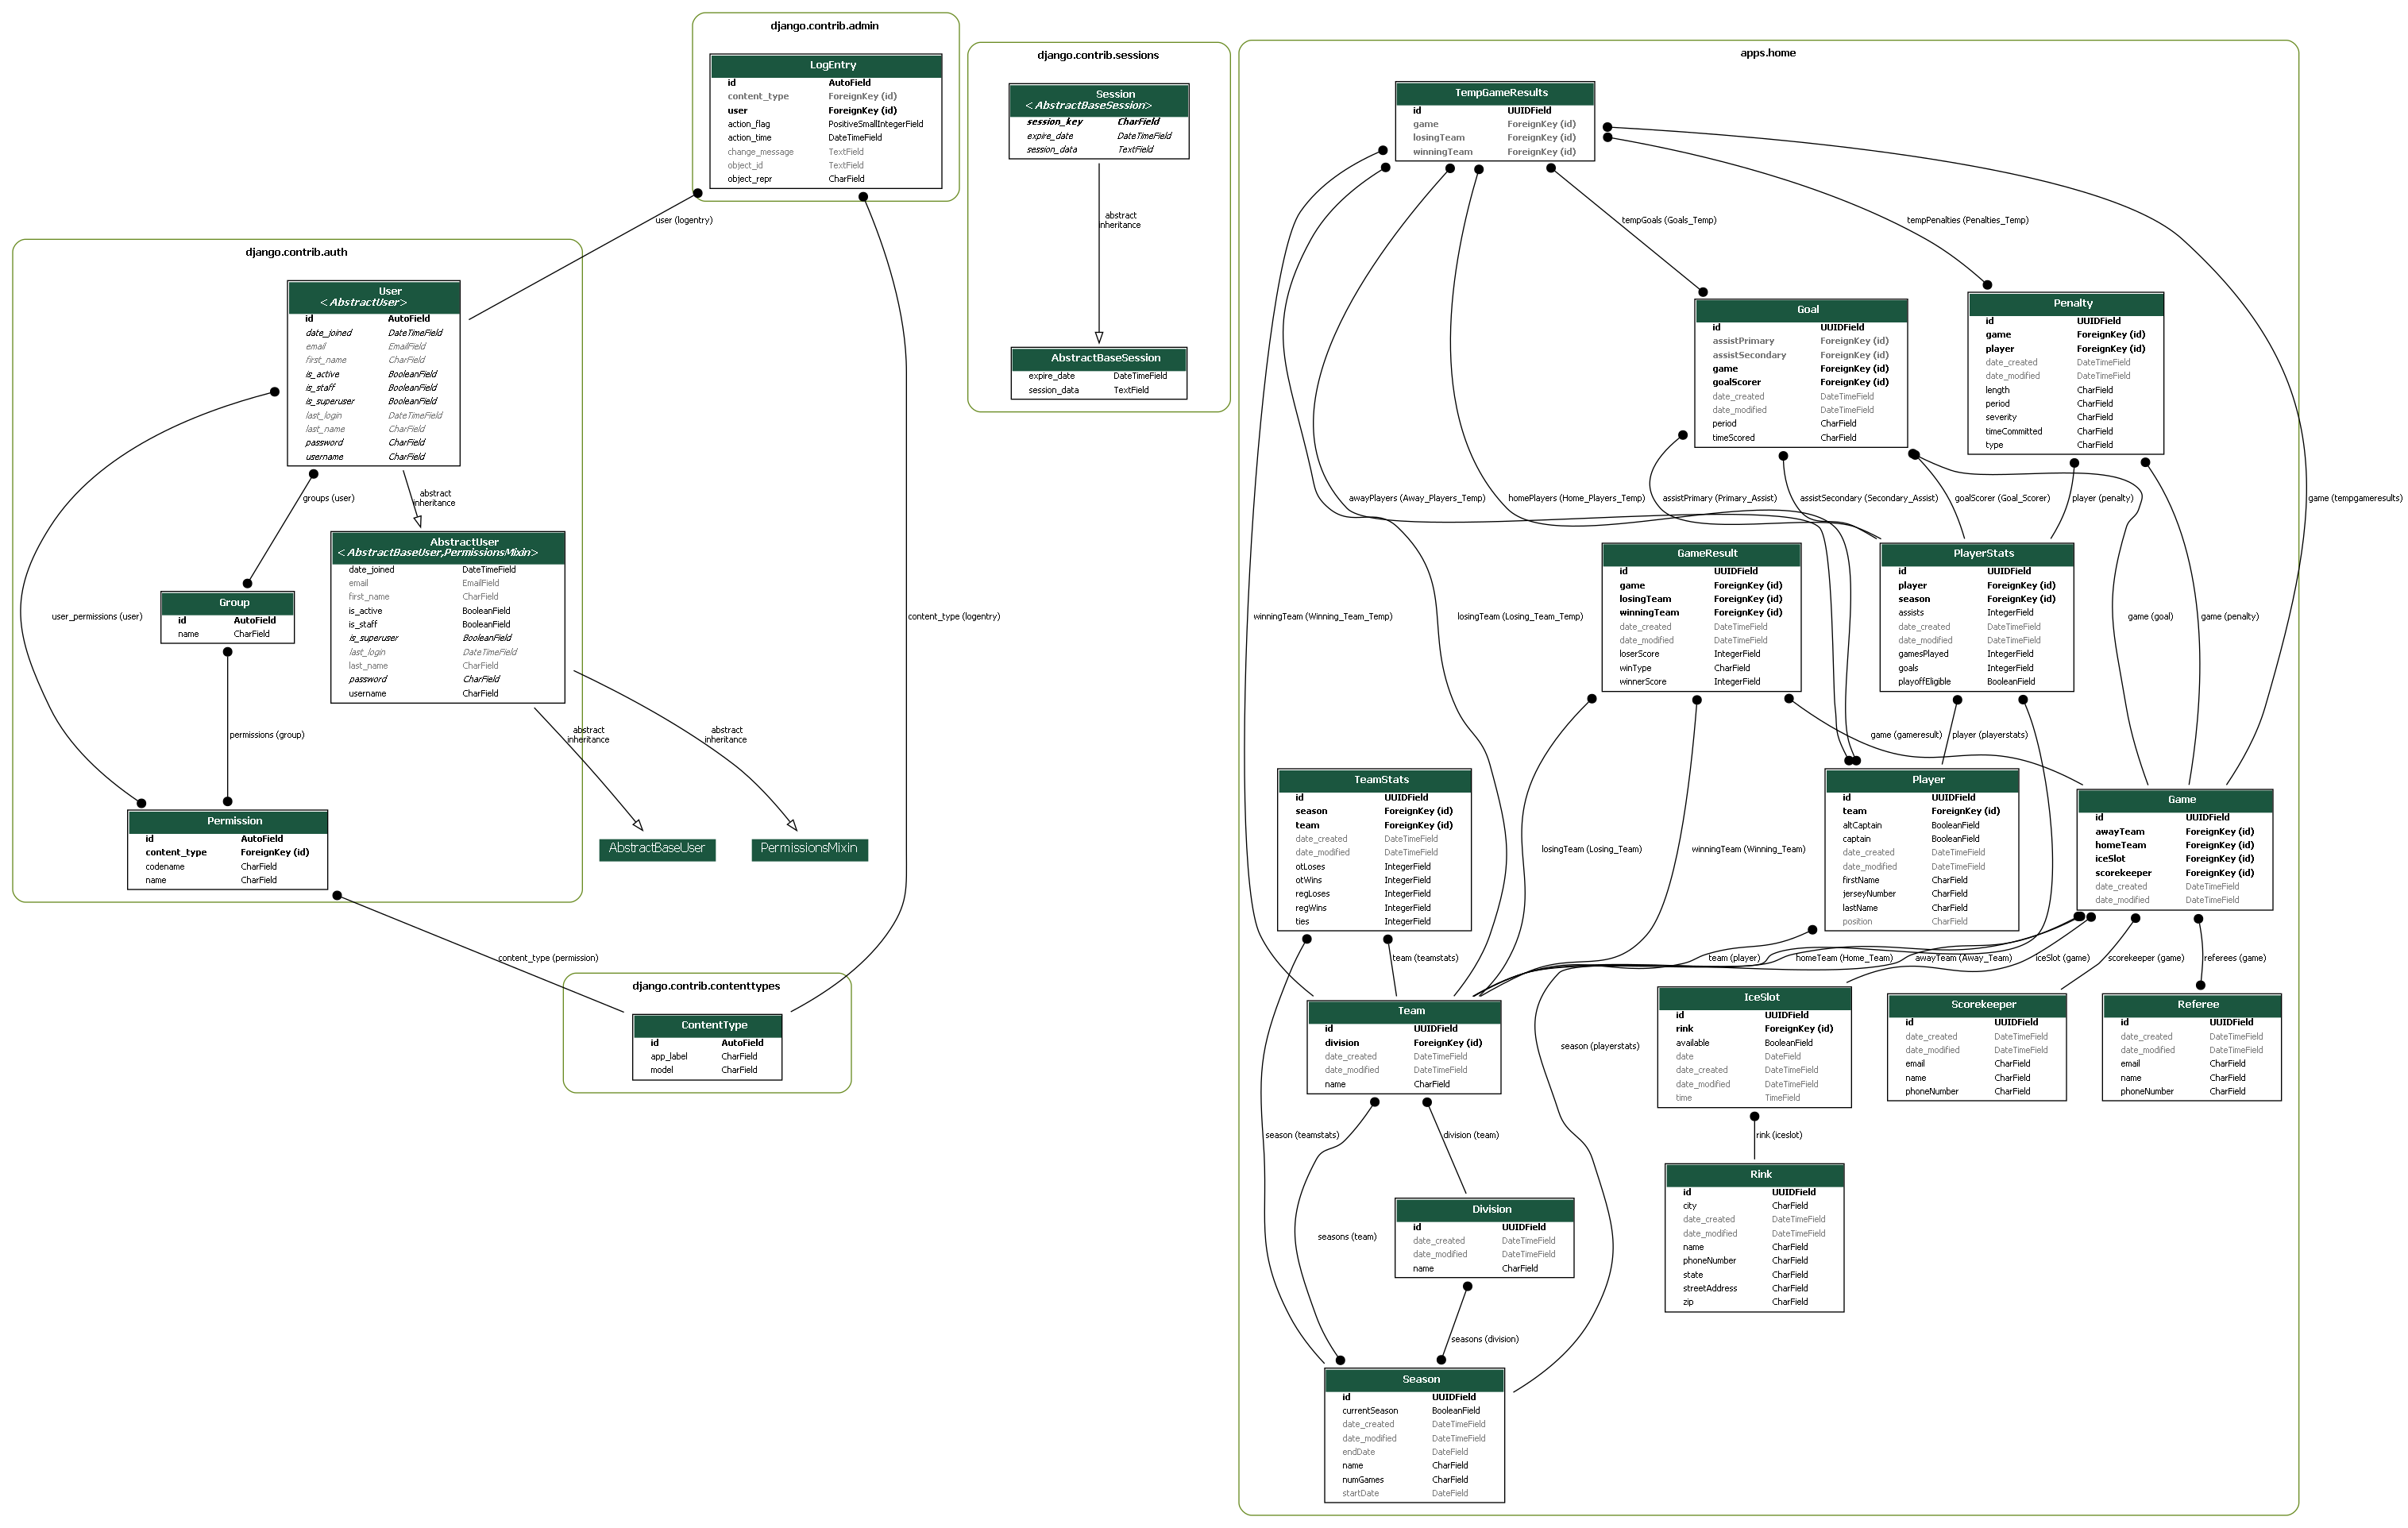 django.contrib.admin
LogEntry
id AutoField
content_type ForeignKey (id)
user ForeignKey (id)
action_flag PositiveSmallIntegerField
action_time DateTimeField
change_message TextField
object_id TextField
object_repr CharField
django.contrib.sessions
Session
<AbstractBaseSession>
session_key CharField
expire_date DateTimeField
session_data TextField
abstract
inheritance
AbstractBaseSession
expire_date DateTimeField
session_data TextField
user (logentry)
content_type (logentry)
django.contrib.auth
User
<AbstractUser>
id AutoField
date_joined DateTimeField
email EmailField
first_name CharField
is_active BooleanField
is_staff BooleanField
is_superuser BooleanField
last_login DateTimeField
last_name CharField
password CharField
username CharField
groups (user)
abstract
inheritance
AbstractUser
<AbstractBaseUser,PermissionsMixin>
date_joined DateTimeField
email EmailField
first_name CharField
is_active BooleanField
is_staff BooleanField
is_superuser BooleanField
last_login DateTimeField
last_name CharField
password CharField
username CharField
Group
id AutoField
name CharField
user_permissions (user)
permissions (group)
abstract
inheritance
abstract
inheritance
Permission
id AutoField
content_type ForeignKey (id)
codename CharField
name CharField
AbstractBaseUser
PermissionsMixin
content_type (permission)
django.contrib.contenttypes
ContentType
id AutoField
app_label CharField
model CharField
apps.home
TempGameResults
id UUIDField
game ForeignKey (id)
losingTeam ForeignKey (id)
winningTeam ForeignKey (id)
tempGoals (Goals_Temp)
tempPenalties (Penalties_Temp)
Goal
id UUIDField
assistPrimary ForeignKey (id)
assistSecondary ForeignKey (id)
game ForeignKey (id)
goalScorer ForeignKey (id)
date_created DateTimeField
date_modified DateTimeField
period CharField
timeScored CharField
Penalty
id UUIDField
game ForeignKey (id)
player ForeignKey (id)
date_created DateTimeField
date_modified DateTimeField
length CharField
period CharField
severity CharField
timeCommitted CharField
type CharField
awayPlayers (Away_Players_Temp)
homePlayers (Home_Players_Temp)
assistPrimary (Primary_Assist)
assistSecondary (Secondary_Assist)
goalScorer (Goal_Scorer)
player (penalty)
game (tempgameresults)
GameResult
id UUIDField
game ForeignKey (id)
losingTeam ForeignKey (id)
winningTeam ForeignKey (id)
date_created DateTimeField
date_modified DateTimeField
loserScore IntegerField
winType CharField
winnerScore IntegerField
PlayerStats
id UUIDField
player ForeignKey (id)
season ForeignKey (id)
assists IntegerField
date_created DateTimeField
date_modified DateTimeField
gamesPlayed IntegerField
goals IntegerField
playoffEligible BooleanField
winningTeam (Winning_Team_Temp)
losingTeam (Losing_Team_Temp)
game (goal)
game (penalty)
game (gameresult)
player (playerstats)
TeamStats
id UUIDField
season ForeignKey (id)
team ForeignKey (id)
date_created DateTimeField
date_modified DateTimeField
otLoses IntegerField
otWins IntegerField
regLoses IntegerField
regWins IntegerField
ties IntegerField
losingTeam (Losing_Team)
winningTeam (Winning_Team)
Player
id UUIDField
team ForeignKey (id)
altCaptain BooleanField
captain BooleanField
date_created DateTimeField
date_modified DateTimeField
firstName CharField
jerseyNumber CharField
lastName CharField
position CharField
Game
id UUIDField
awayTeam ForeignKey (id)
homeTeam ForeignKey (id)
iceSlot ForeignKey (id)
scorekeeper ForeignKey (id)
date_created DateTimeField
date_modified DateTimeField
team (teamstats)
team (player)
homeTeam (Home_Team)
awayTeam (Away_Team)
iceSlot (game)
scorekeeper (game)
referees (game)
Team
id UUIDField
division ForeignKey (id)
date_created DateTimeField
date_modified DateTimeField
name CharField
season (playerstats)
IceSlot
id UUIDField
rink ForeignKey (id)
available BooleanField
date DateField
date_created DateTimeField
date_modified DateTimeField
time TimeField
Scorekeeper
id UUIDField
date_created DateTimeField
date_modified DateTimeField
email CharField
name CharField
phoneNumber CharField
Referee
id UUIDField
date_created DateTimeField
date_modified DateTimeField
email CharField
name CharField
phoneNumber CharField
season (teamstats)
division (team)
rink (iceslot)
Rink
id UUIDField
city CharField
date_created DateTimeField
date_modified DateTimeField
name CharField
phoneNumber CharField
state CharField
streetAddress CharField
zip CharField
seasons (team)
Division
id UUIDField
date_created DateTimeField
date_modified DateTimeField
name CharField
seasons (division)
Season
id UUIDField
currentSeason BooleanField
date_created DateTimeField
date_modified DateTimeField
endDate DateField
name CharField
numGames CharField
startDate DateField